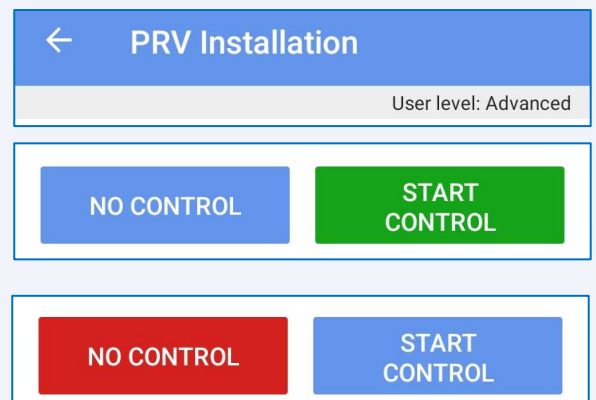 PRV Installation
User level: Advanced
NO CONTROL
START
CONTROL
NO CONTROL
START
CONTROL